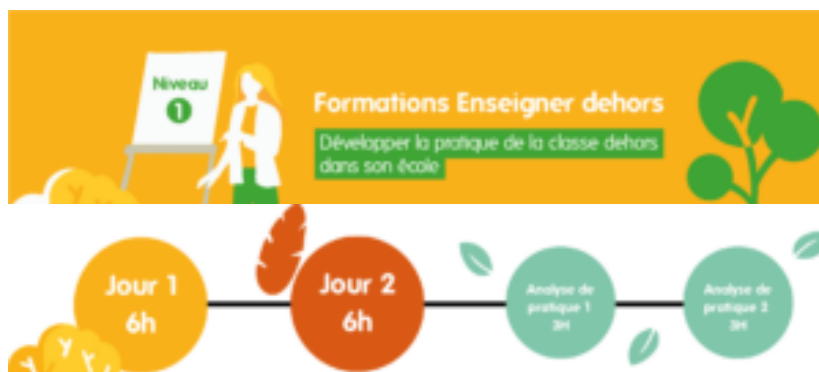 Niveau
1
Formations Enseigner dehors
Développer la pratique de la classe dehors
dans son école
Jour 1
6h
Jour 2
6h
Analyse de
pratique 1
3H
Analyse de
pratique 2
3H